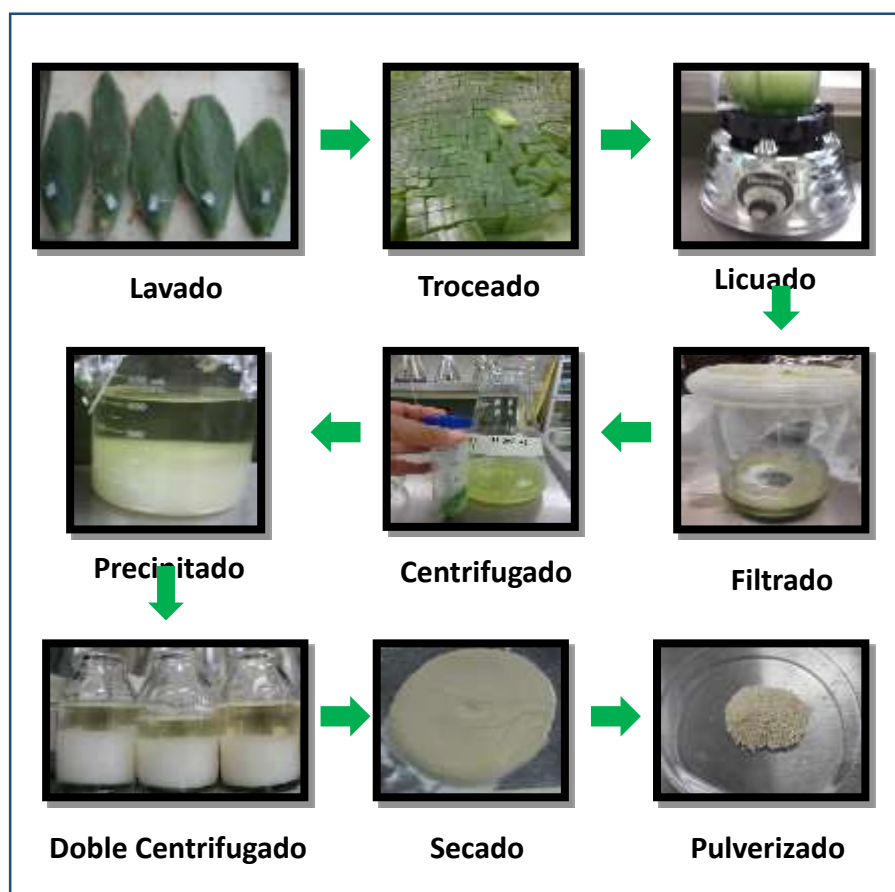 Lavado
Troceado
Licuado
Precipitado
Centrifugado
Filtrado
Doble Centrifugado
Secado
Pulverizado